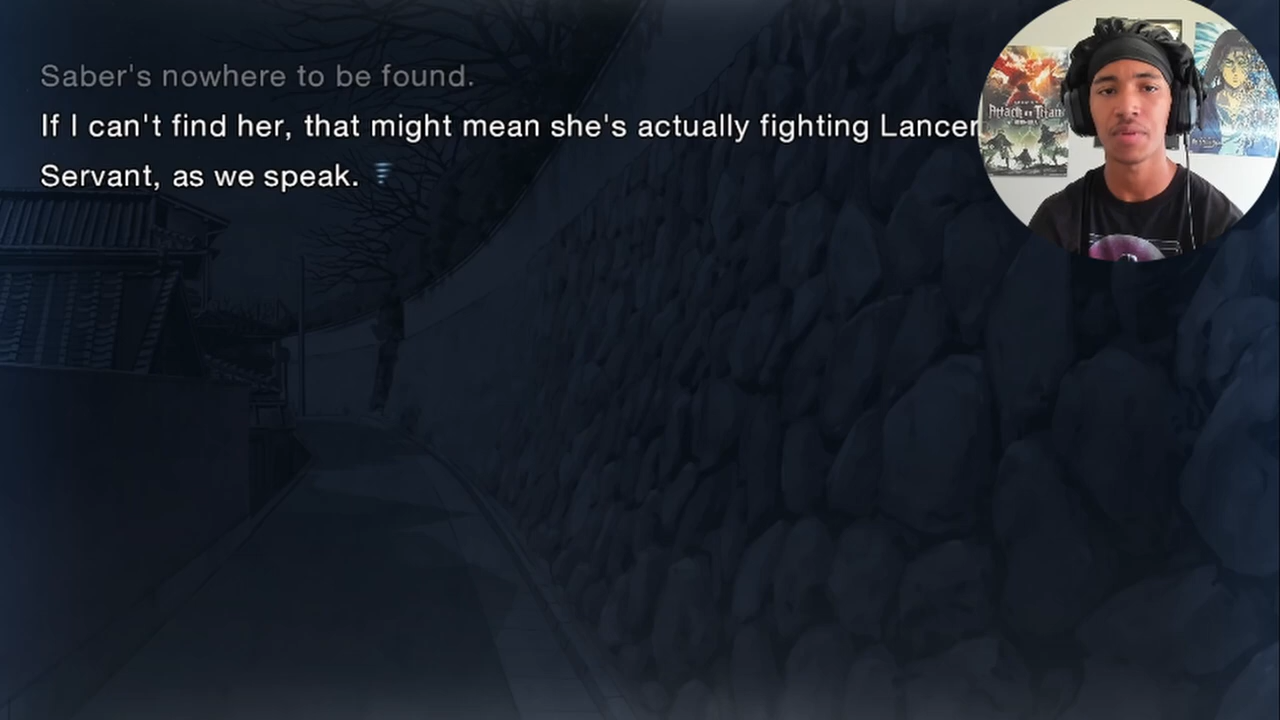 Saber's nowhere to be found.
If I can't find her, that might mean she's actually fighting Lancer
Servant, as we speak.
Attack on Titan